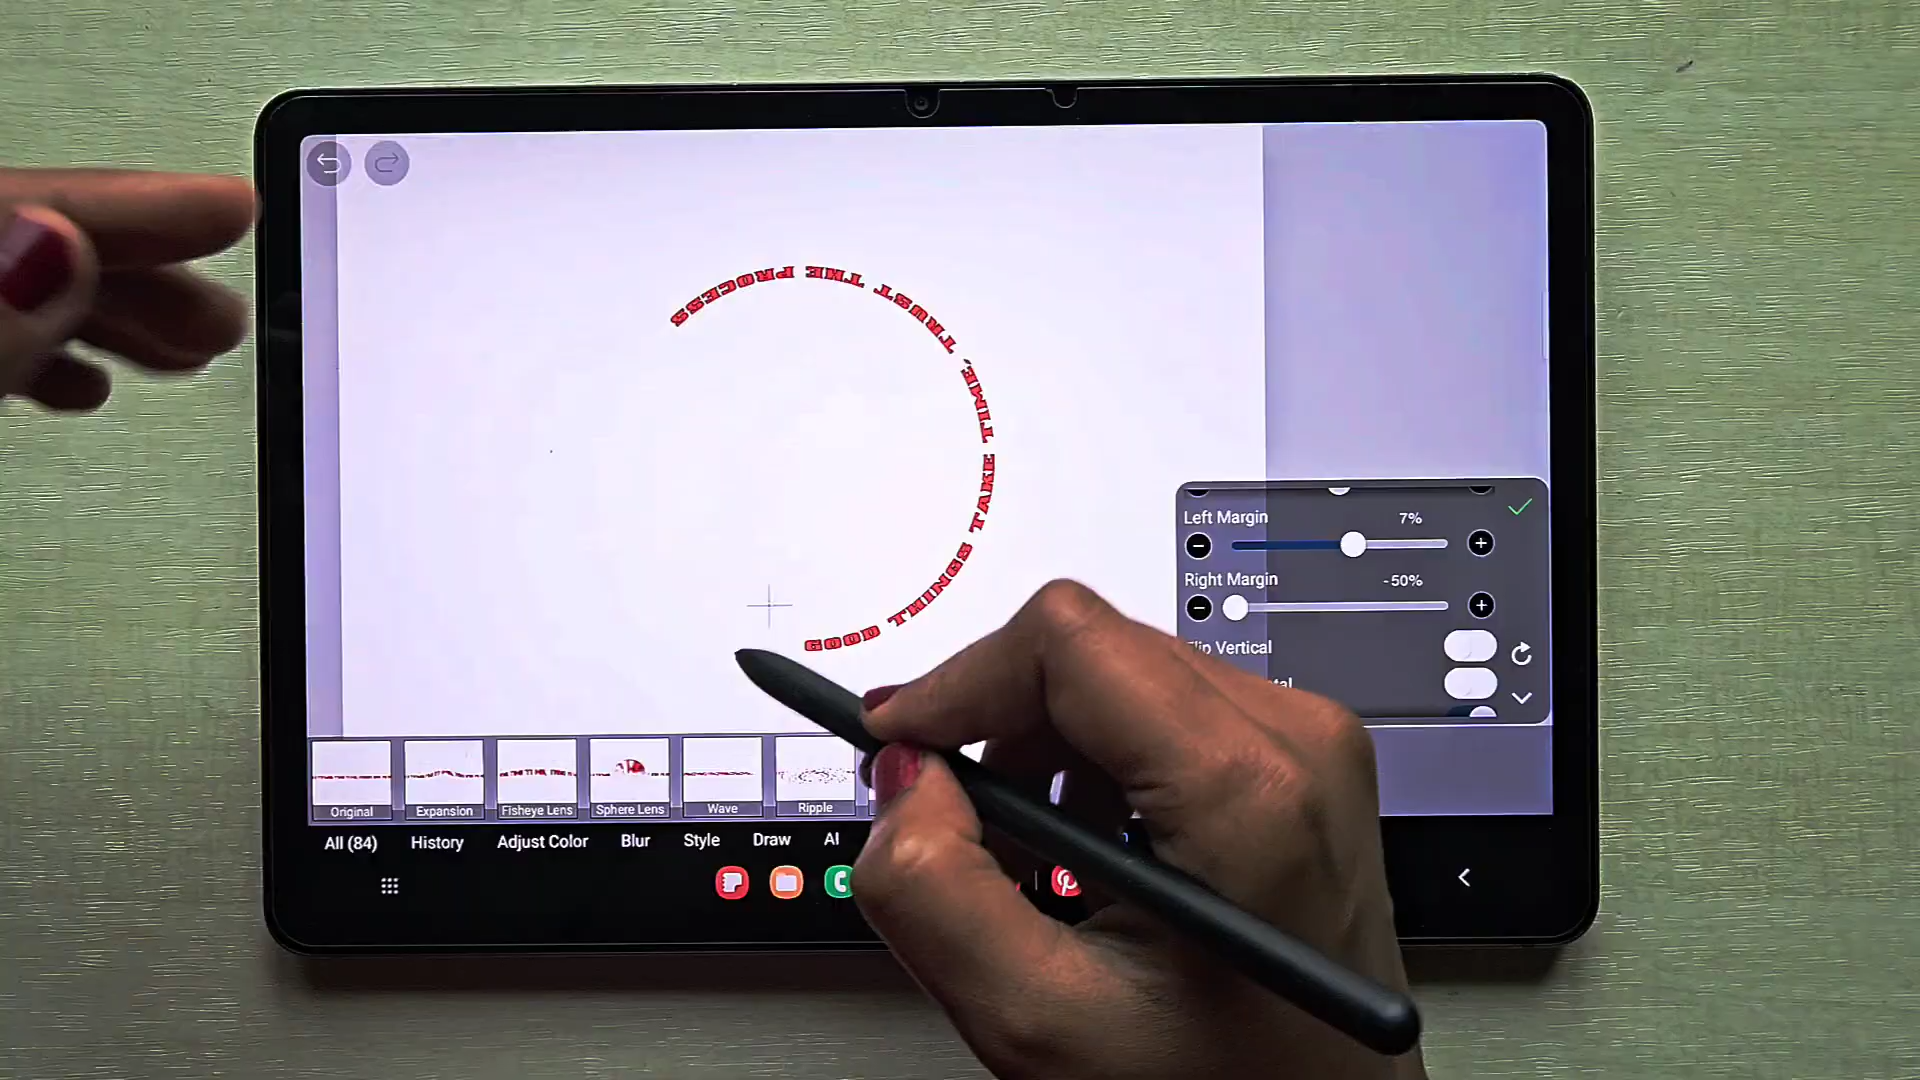 GOOD THINGS TAKE TIME, TRUST THE PROCESS
Left Margin 7%
Right Margin -50%
Flip Vertical
Original Expansion Fisheye Lens Sphere Lens Wave Ripple
All (84) History Adjust Color Blur Style Draw AI